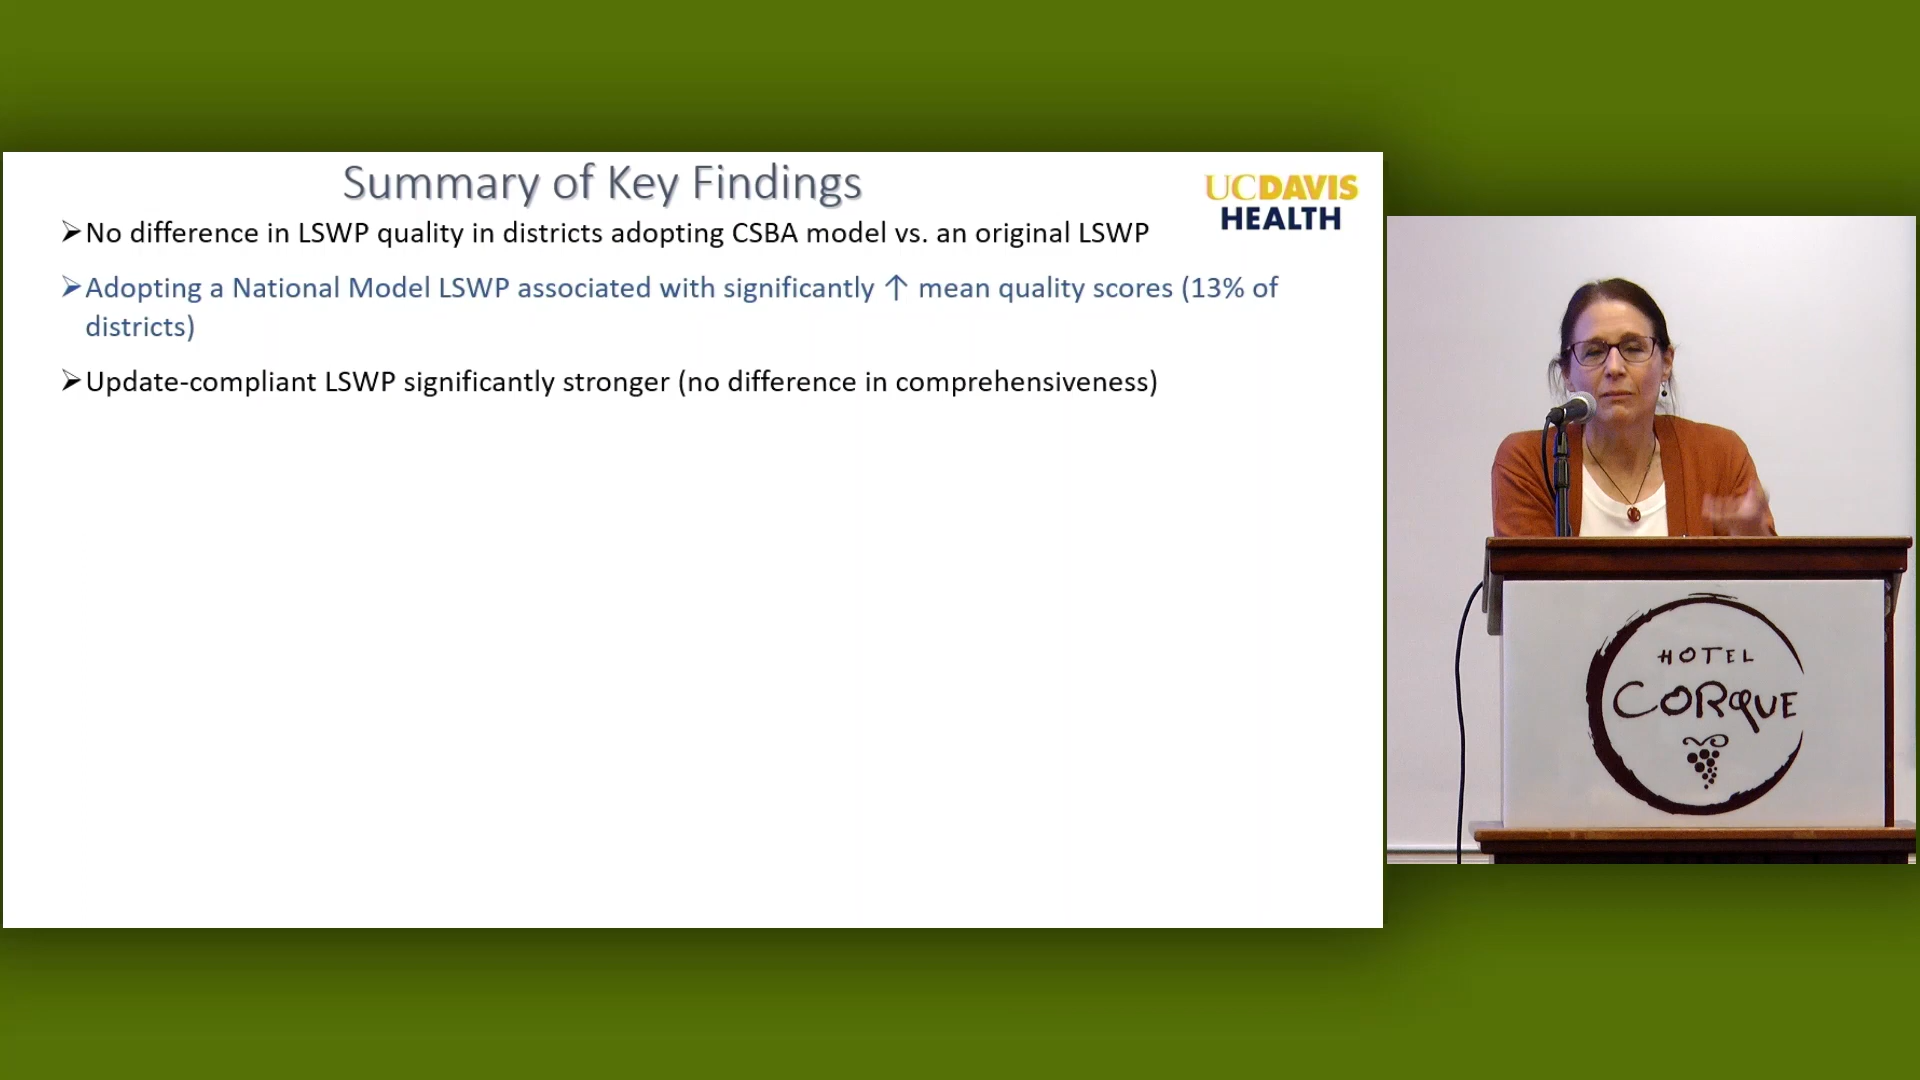 Summary of Key Findings
UCDAVIS
HEALTH
➢No difference in LSWP quality in districts adopting CSBA model vs. an original LSWP
➢Adopting a National Model LSWP associated with significantly ↑ mean quality scores (13% of
districts)
➢Update-compliant LSWP significantly stronger (no difference in comprehensiveness)
HOTEL
CORQUE